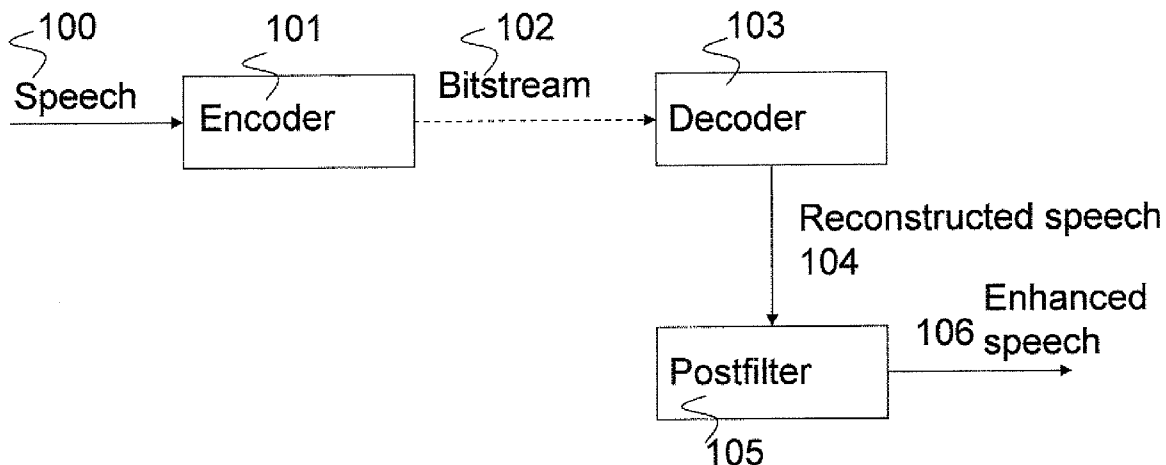 100
101
102
103
Speech
Encoder
Bitstream
Decoder
Reconstructed speech
104
Enhanced
106
speech
Postfilter
105